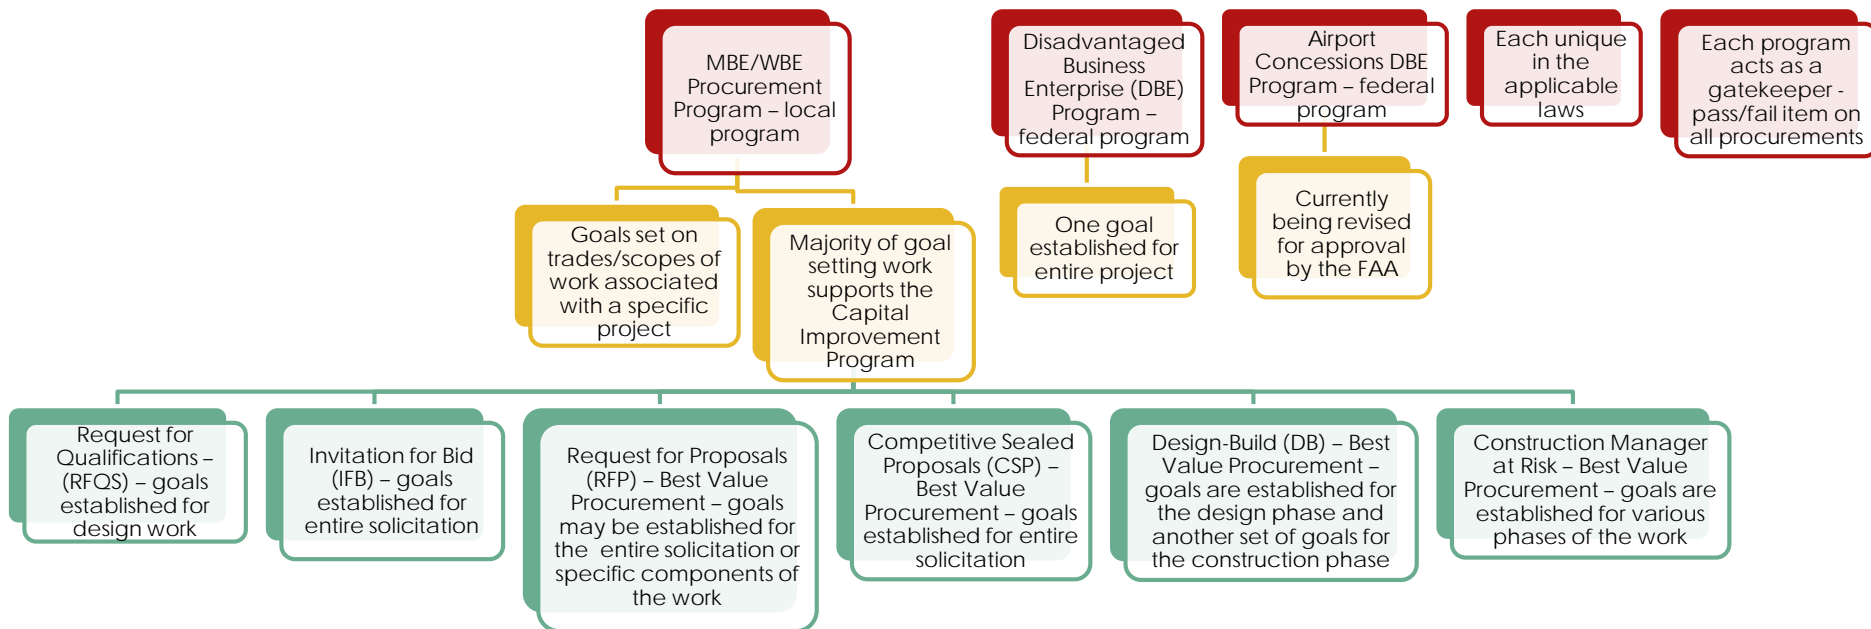 MBE/WBE
Procurement
Program – local
program
Disadvantaged
Business
Enterprise (DBE)
Program –
federal program
Airport
Concessions DBE
Program – federal
program
Each unique
in the
applicable
laws
Each program
acts as a
gatekeeper -
pass/fail item on
all procurements
Goals set on
trades/scopes of
work associated
with a specific
project
Majority of goal
setting work
supports the
Capital
Improvement
Program
One goal
established for
entire project
Currently
being revised
for approval
by the FAA
Request for
Qualifications –
(RFQS) – goals
established for
design work
Invitation for Bid
(IFB) – goals
established for
entire solicitation
Request for Proposals
(RFP) – Best Value
Procurement – goals
may be established for
the entire solicitation or
specific components of
the work
Competitive Sealed
Proposals (CSP) –
Best Value
Procurement – goals
established for entire
solicitation
Design-Build (DB) – Best
Value Procurement –
goals are established for
the design phase and
another set of goals for
the construction phase
Construction Manager
at Risk – Best Value
Procurement – goals are
established for various
phases of the work